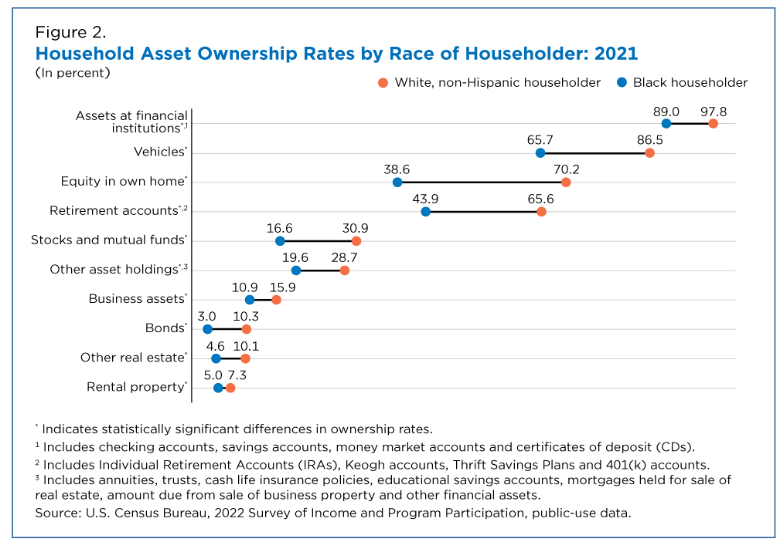 Figure 2.
Household Asset Ownership Rates by Race of Householder: 2021
(In percent)
White, non-Hispanic householder
Black householder
Assets at financial
institutions*,1
89.0 97.8
Vehicles*
65.7 86.5
Equity in own home*
38.6 70.2
Retirement accounts*,2
43.9 65.6
Stocks and mutual funds*
16.6 30.9
Other asset holdings*,3
19.6 28.7
Business assets*
10.9 15.9
Bonds*
3.0 10.3
Other real estate*
4.6 10.1
Rental property*
5.0 7.3
* Indicates statistically significant differences in ownership rates.
1 Includes checking accounts, savings accounts, money market accounts and certificates of deposit (CDs).
2 Includes Individual Retirement Accounts (IRAs), Keogh accounts, Thrift Savings Plans and 401(k) accounts.
3 Includes annuities, trusts, cash life insurance policies, educational savings accounts, mortgages held for sale of
real estate, amount due from sale of business property and other financial assets.
Source: U.S. Census Bureau, 2022 Survey of Income and Program Participation, public-use data.